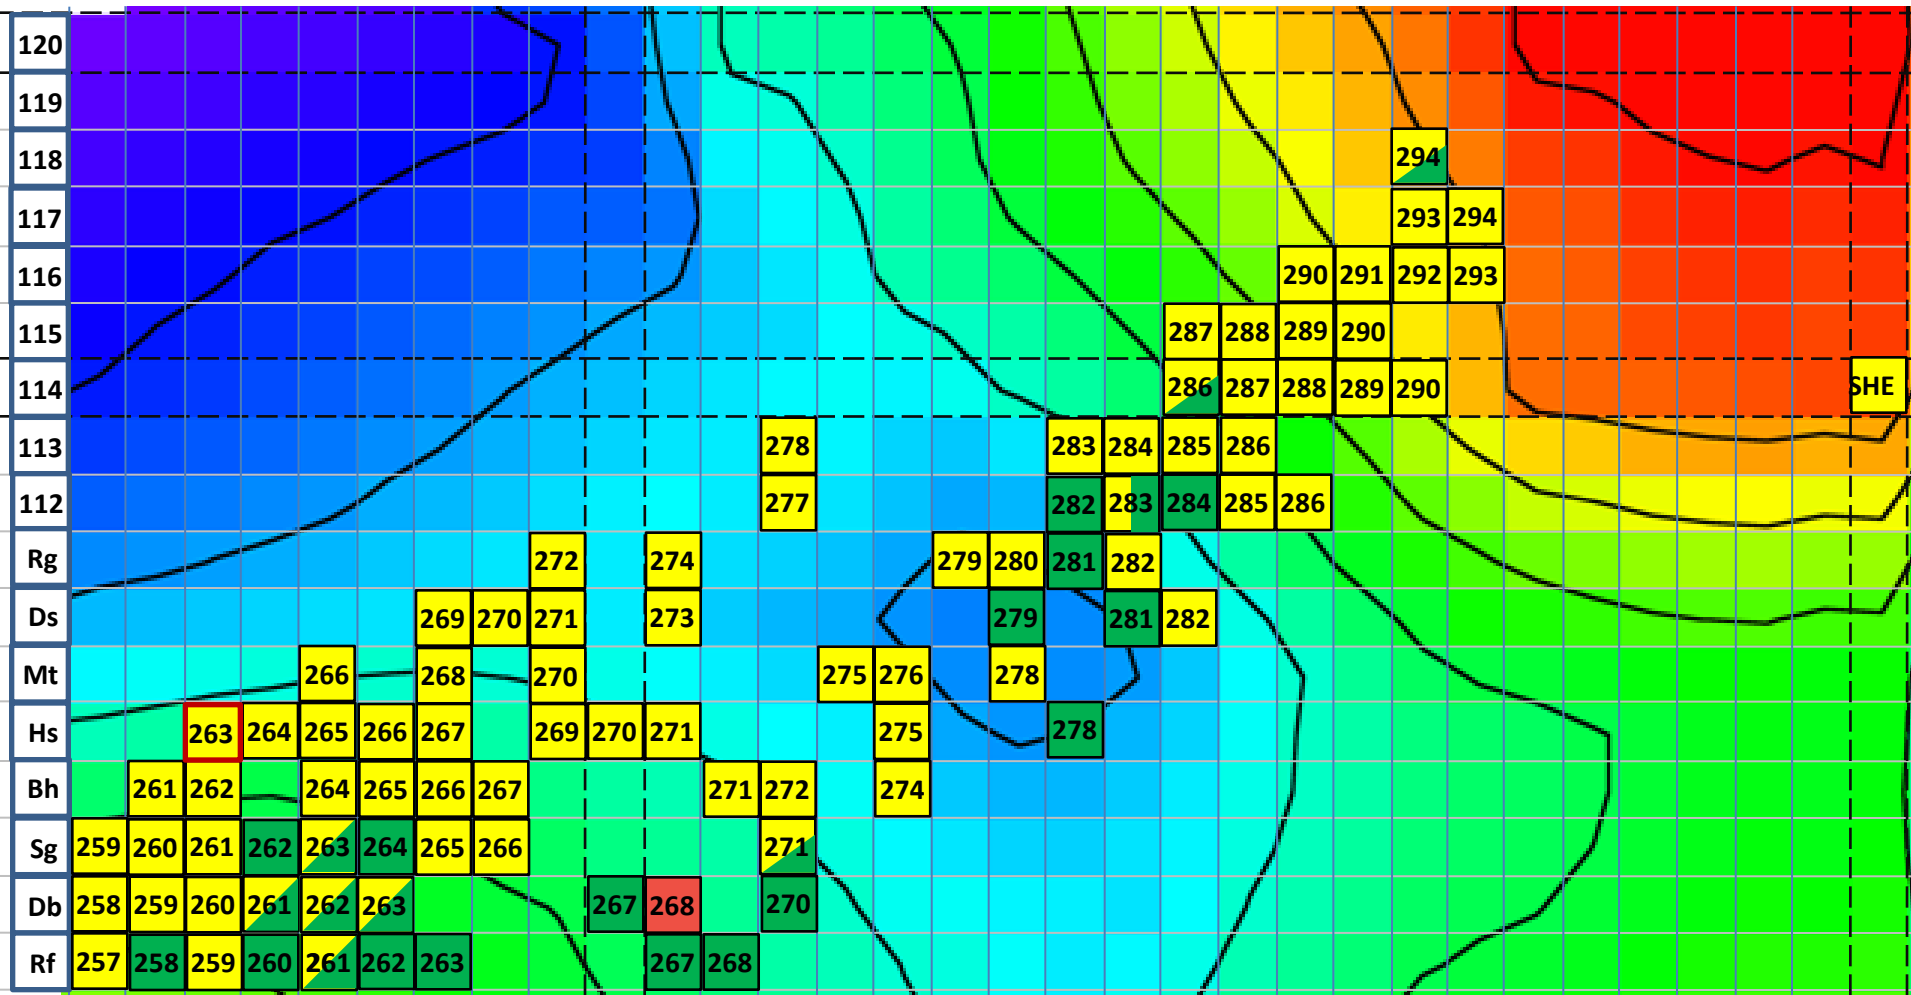 120
119
118 294
117 293 294
116 290 291 292 293
115 287 288 289 290
114 286 287 288 289 290 SHE
113 278 283 284 285 286
112 277 282 283 284 285 286
Rg 272 274 279 280 281 282
Ds 269 270 271 273 279 281 282
Mt 266 268 270 275 276 278
Hs 263 264 265 266 267 269 270 271 275 278
Bh 261 262 264 265 266 267 271 272 274
Sg 259 260 261 262 263 264 265 266 271
Db 258 259 260 261 262 263 267 268 270
Rf 257 258 259 260 261 262 263 267 268